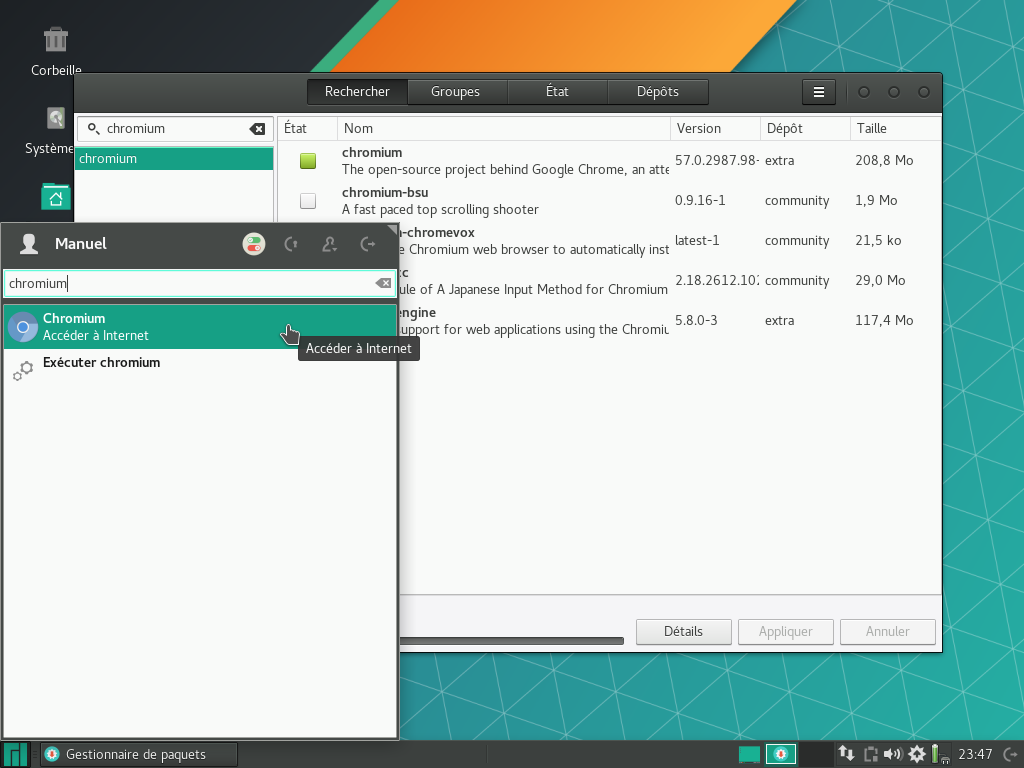 Corbeille
Système
Rechercher
Groupes
État
Dépôts
chromium
chromium
État
Nom
Version
Dépôt
Taille
chromium
The open-source project behind Google Chrome, an atte
57.0.2987.98-
extra
208,8 Mo
chromium-bsu
A fast paced top scrolling shooter
0.9.16-1
community
1,9 Mo
-chromevox
e Chromium web browser to automatically inst
latest-1
community
21,5 ko
ule of A Japanese Input Method for Chromium
2.18.2612.102
community
29,0 Mo
engine
upport for web applications using the Chromiu
5.8.0-3
extra
117,4 Mo
Manuel
chromium
Chromium
Accéder à Internet
Accéder à Internet
Exécuter chromium
Détails
Appliquer
Annuler
Gestionnaire de paquets
23:47